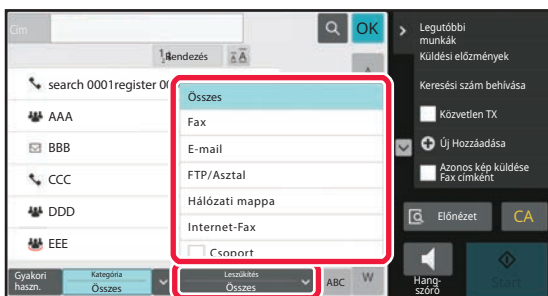 Cím
OK
1 Rendezés
A A
search 0001register 00
AAA
BBB
CCC
DDD
EEE
Összes
Fax
E-mail
FTP/Asztal
Hálózati mappa
Internet-Fax
Csoport
Gyakori
haszn.
Kategória
Összes
Leszűkítés
Összes
ABC
W
Legutóbbi
munkák
Küldési előzmények
Keresési szám behívása
Közvetlen TX
Új Hozzáadása
Azonos kép küldése
Fax címként
Előnézet
CA
Hang-
szóró
Start